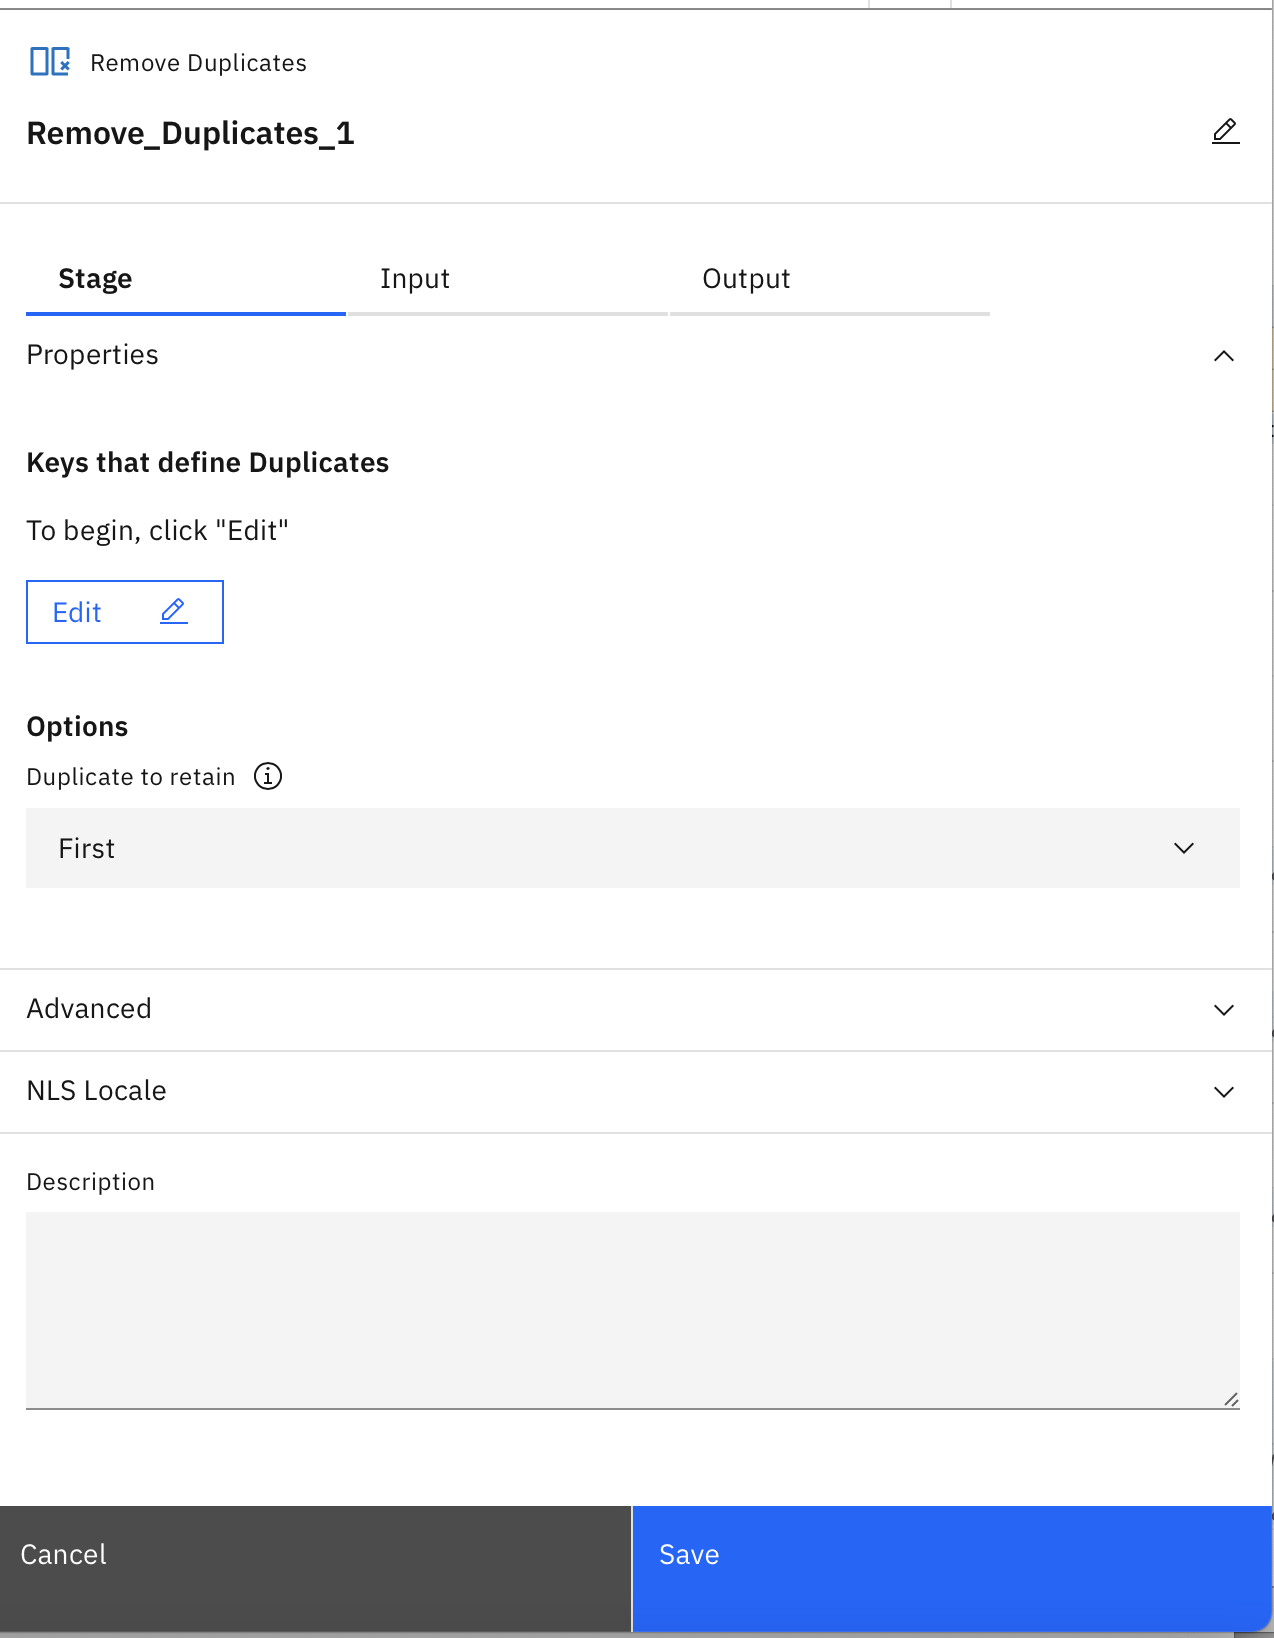 Remove Duplicates
Remove_Duplicates_1
Stage Input Output
Properties
Keys that define Duplicates
To begin, click "Edit"
Edit
Options
Duplicate to retain
First
Advanced
NLS Locale
Description
Cancel Save